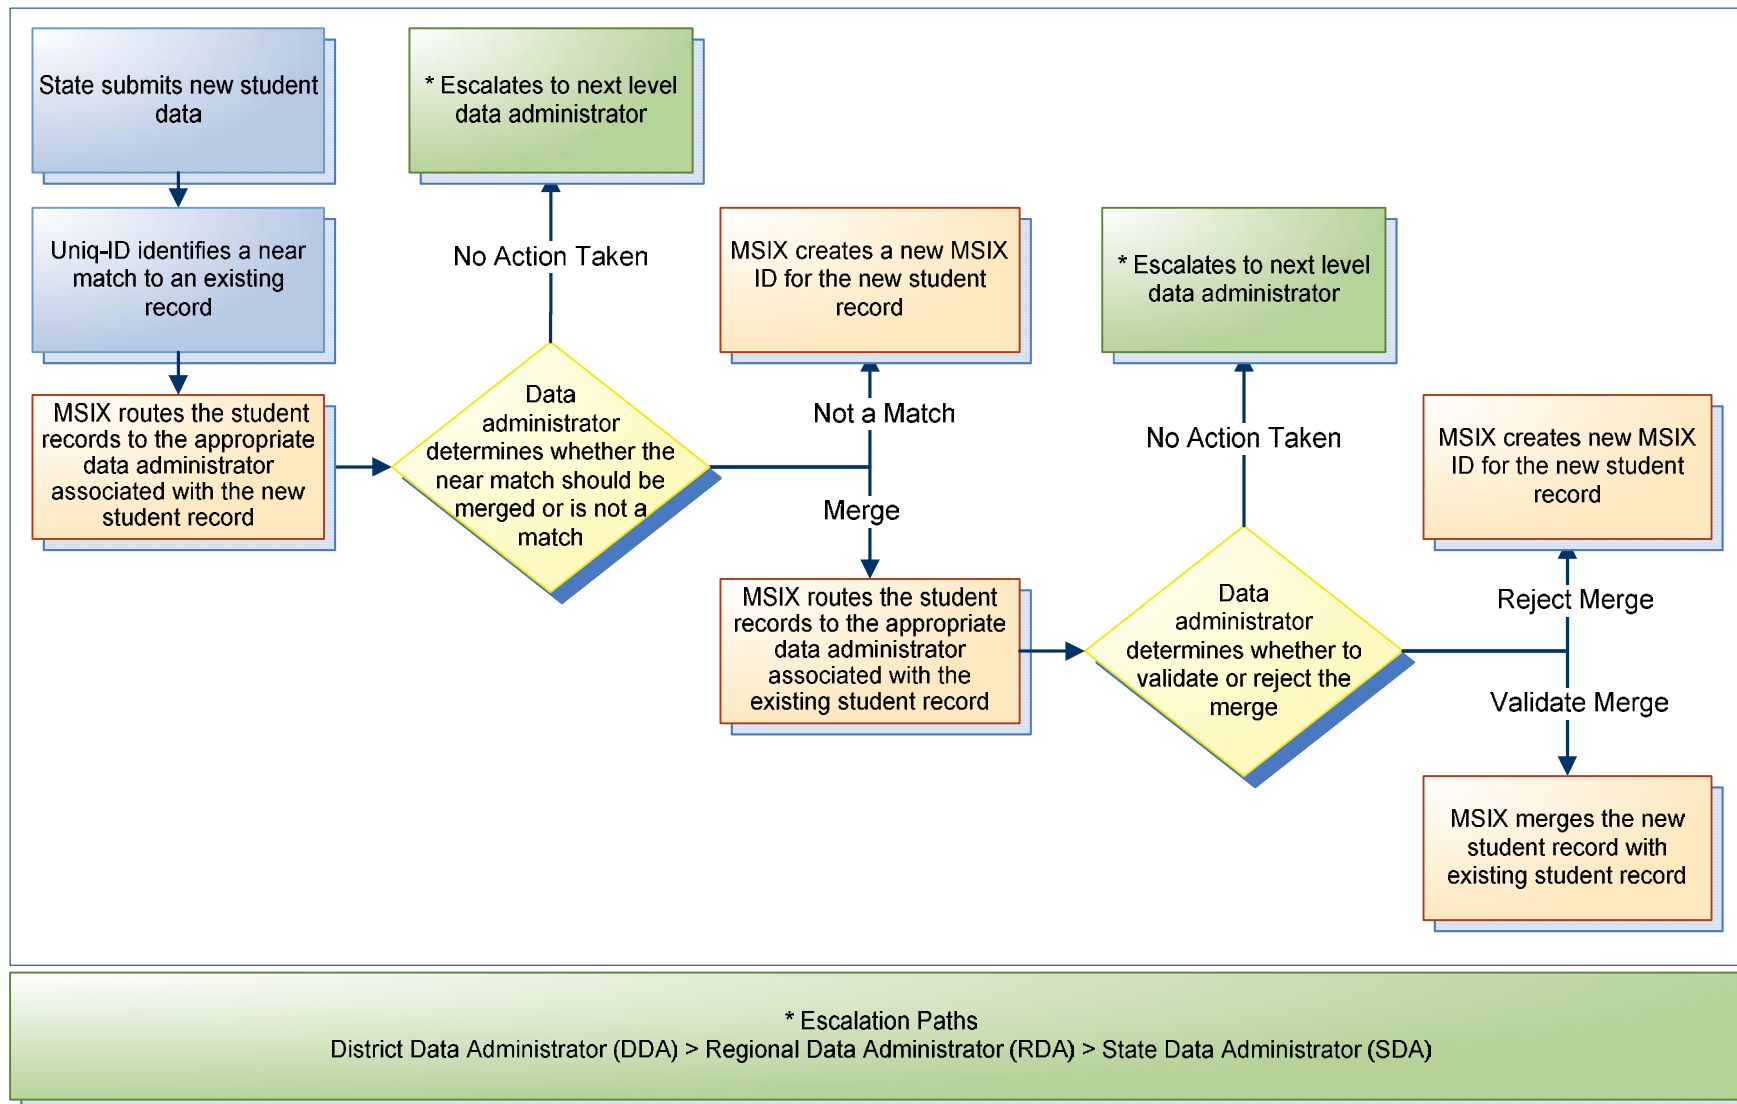 State submits new student
data
* Escalates to next level
data administrator
Uniq-ID identifies a near
match to an existing
record
No Action Taken
MSIX creates a new MSIX
ID for the new student
record
* Escalates to next level
data administrator
MSIX routes the student
records to the appropriate
data administrator
associated with the new
student record
Data
administrator
determines whether the
near match should be
merged or is not a
match
Not a Match
Merge
No Action Taken
MSIX creates new MSIX
ID for the new student
record
MSIX routes the student
records to the appropriate
data administrator
associated with the
existing student record
Data
administrator
determines whether to
validate or reject the
merge
Reject Merge
Validate Merge
MSIX merges the new
student record with
existing student record
* Escalation Paths
District Data Administrator (DDA) > Regional Data Administrator (RDA) > State Data Administrator (SDA)